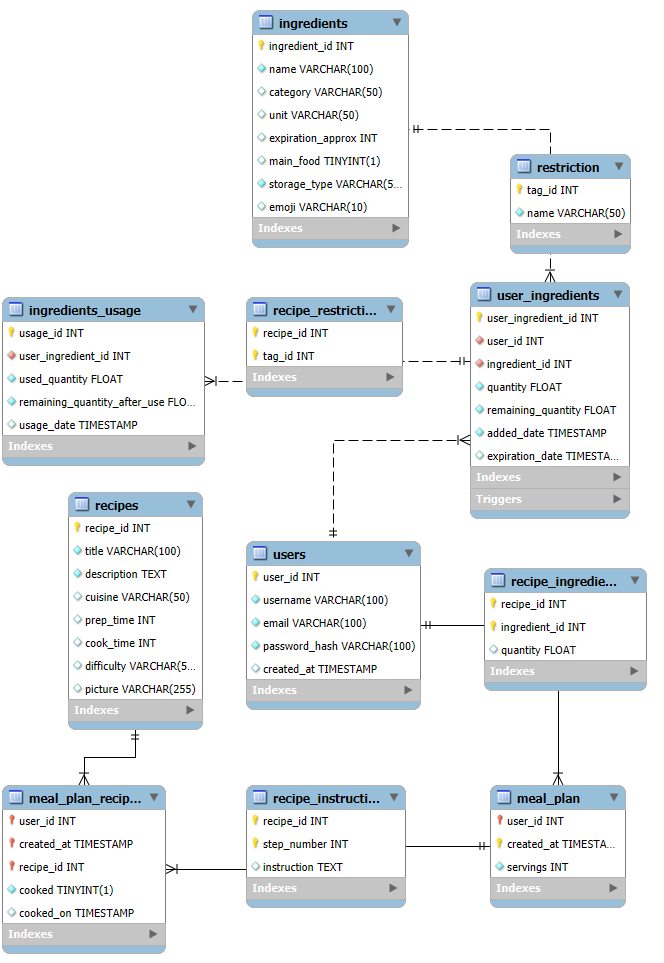 ingredients
ingredient_id INT
name VARCHAR(100)
category VARCHAR(50)
unit VARCHAR(50)
expiration_approx INT
main_food TINYINT(1)
storage_type VARCHAR(5...
emoji VARCHAR(10)
Indexes
restriction
tag_id INT
name VARCHAR(50)
Indexes
ingredients_usage
usage_id INT
user_ingredient_id INT
used_quantity FLOAT
remaining_quantity_after_use FLO...
usage_date TIMESTAMP
Indexes
recipe_restricti...
recipe_id INT
tag_id INT
Indexes
user_ingredients
user_ingredient_id INT
user_id INT
ingredient_id INT
quantity FLOAT
remaining_quantity FLOAT
added_date TIMESTAMP
expiration_date TIMESTA...
Indexes
Triggers
recipes
recipe_id INT
title VARCHAR(100)
description TEXT
cuisine VARCHAR(50)
prep_time INT
cook_time INT
difficulty VARCHAR(5...
picture VARCHAR(255)
Indexes
users
user_id INT
username VARCHAR(100)
email VARCHAR(100)
password_hash VARCHAR(100)
created_at TIMESTAMP
Indexes
recipe_ingredie...
recipe_id INT
ingredient_id INT
quantity FLOAT
Indexes
meal_plan_recip...
user_id INT
created_at TIMESTAMP
recipe_id INT
cooked TINYINT(1)
cooked_on TIMESTAMP
Indexes
recipe_instructi...
recipe_id INT
step_number INT
instruction TEXT
Indexes
meal_plan
user_id INT
created_at TIMESTA...
servings INT
Indexes